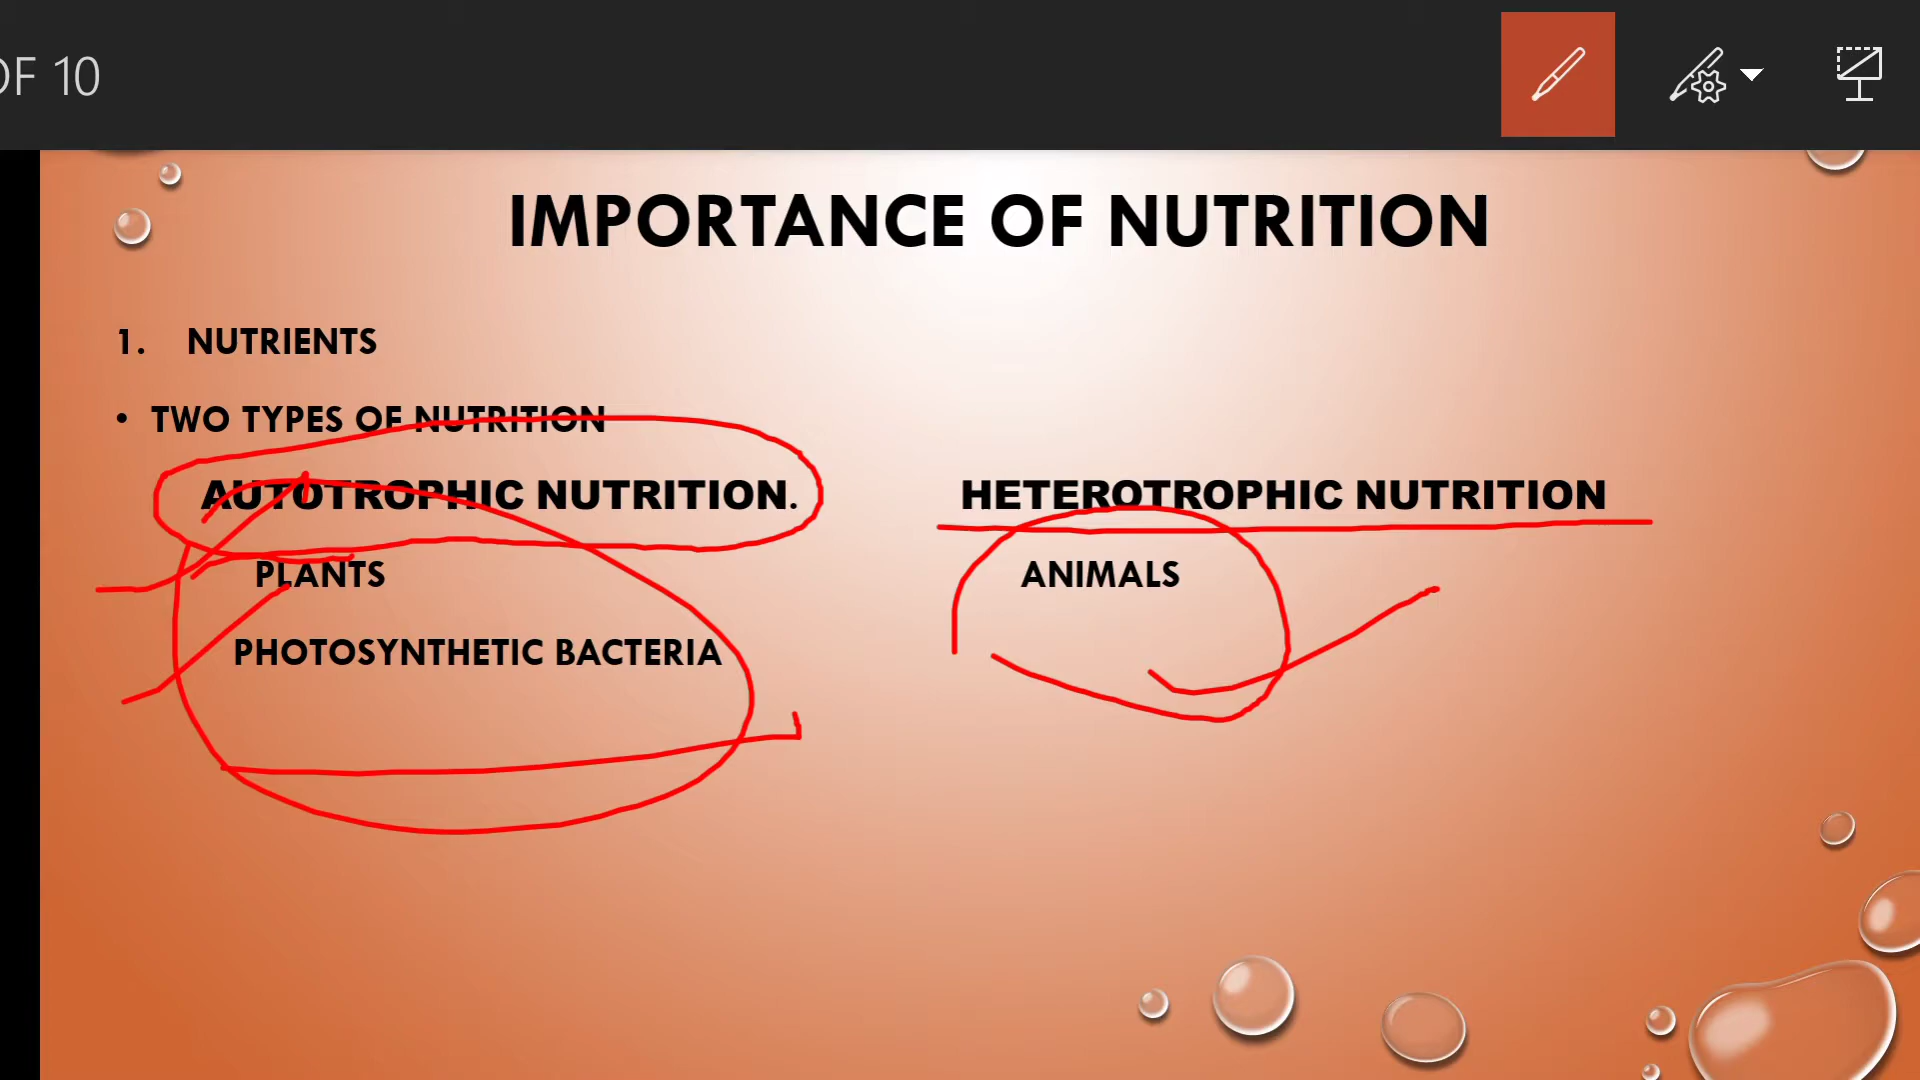 OF 10
IMPORTANCE OF NUTRITION
1. NUTRIENTS
• TWO TYPES OF NUTRITION
AUTOTROPHIC NUTRITION. HETEROTROPHIC NUTRITION
PLANTS ANIMALS
PHOTOSYNTHETIC BACTERIA